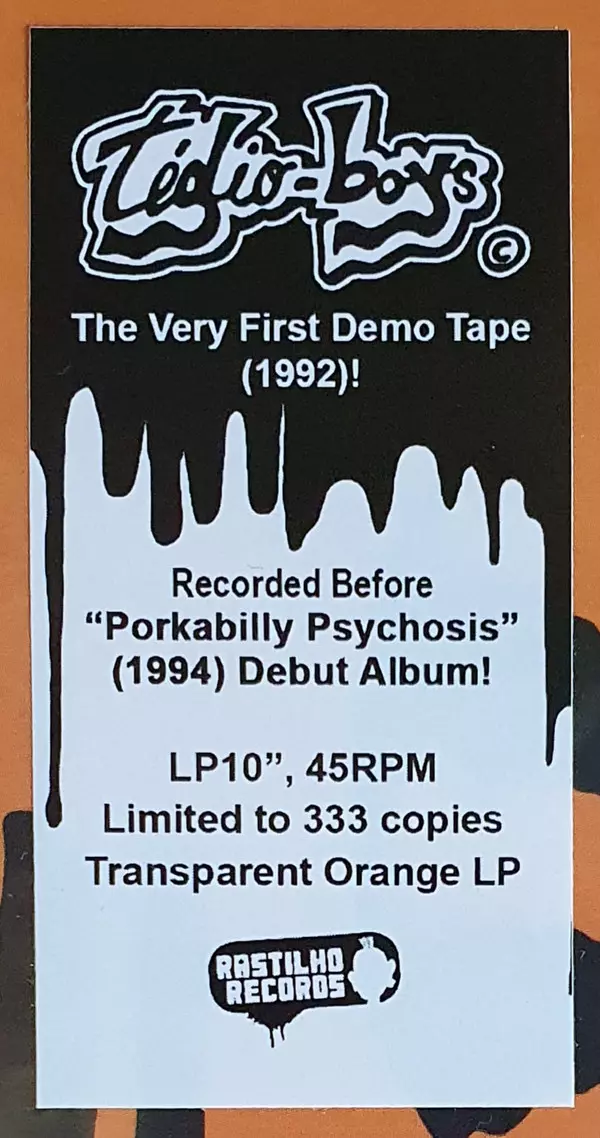 tédio-boys
©
The Very First Demo Tape
(1992)!
Recorded Before
“Porkabilly Psychosis”
(1994) Debut Album!
LP10”, 45RPM
Limited to 333 copies
Transparent Orange LP
RASTILHO
RECORDS